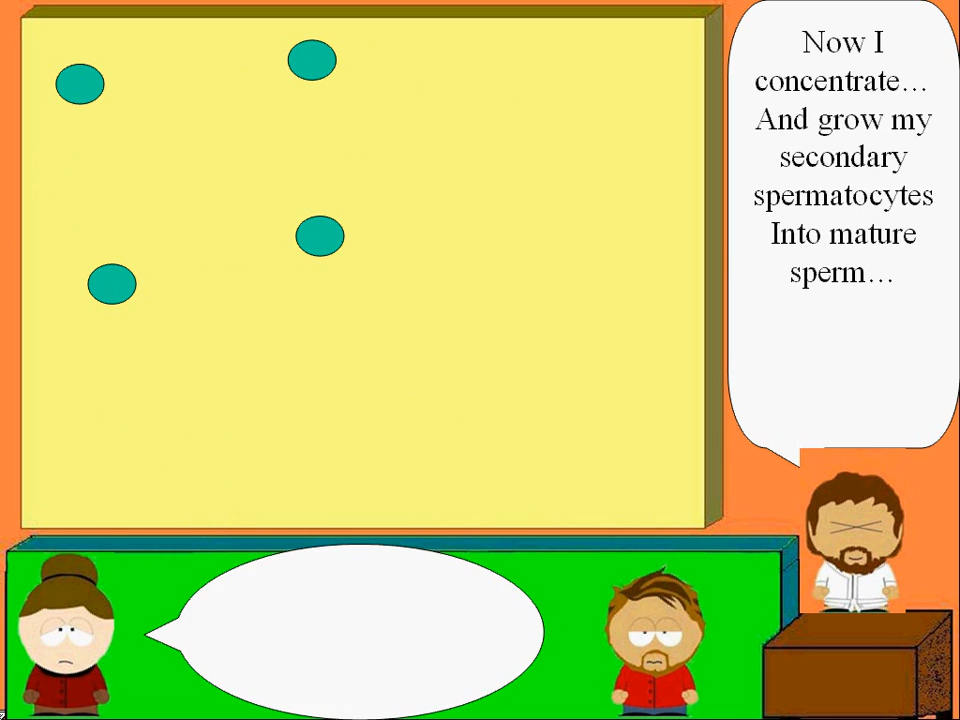 Now I
concentrate…
And grow my
secondary
spermatocytes
Into mature
sperm…